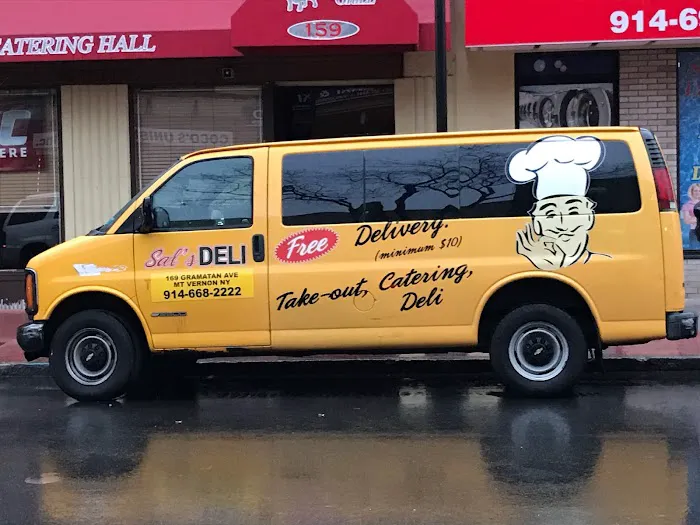 CATERING HALL
159
914-6
ERE
Sal's DELI
169 GRAMATAN AVE
MT VERNON NY
914-668-2222
Free Delivery.
(minimum $10)
Take-out, Catering,
Deli